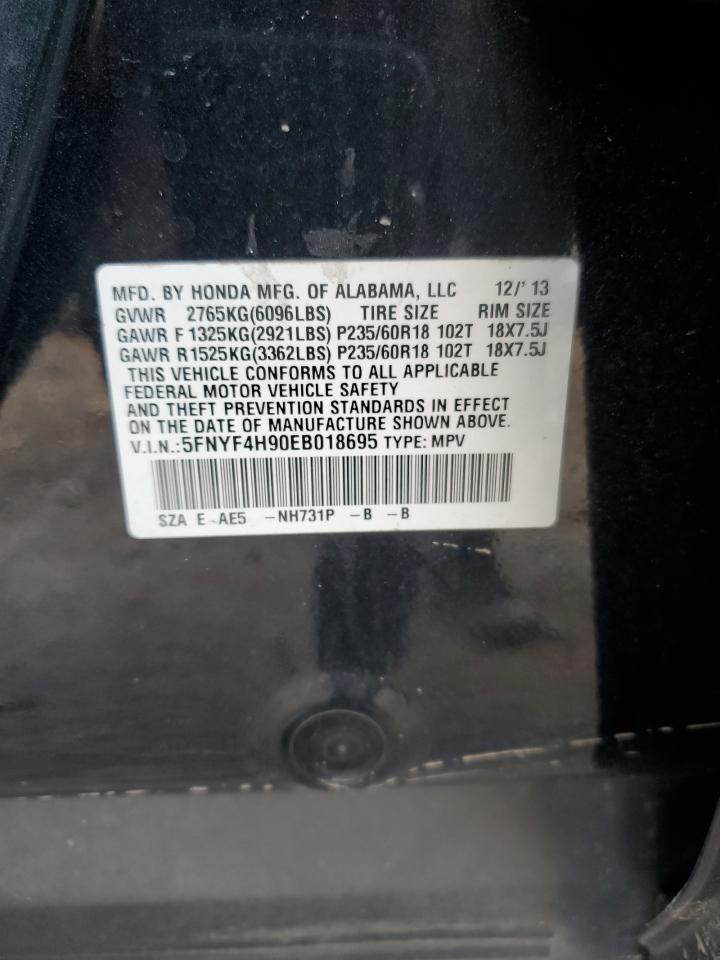 MFD. BY HONDA MFG. OF ALABAMA, LLC 12/' 13
GVWR 2765KG(6096LBS) TIRE SIZE RIM SIZE
GAWR F 1325KG(2921LBS) P235/60R18 102T 18X7.5J
GAWR R1525KG(3362LBS) P235/60R18 102T 18X7.5J
THIS VEHICLE CONFORMS TO ALL APPLICABLE
FEDERAL MOTOR VEHICLE SAFETY
AND THEFT PREVENTION STANDARDS IN EFFECT
ON THE DATE OF MANUFACTURE SHOWN ABOVE.
V.I.N.:5FNYF4H90EB018695 TYPE: MPV
SZA E-AE5 -NH731P -B -B